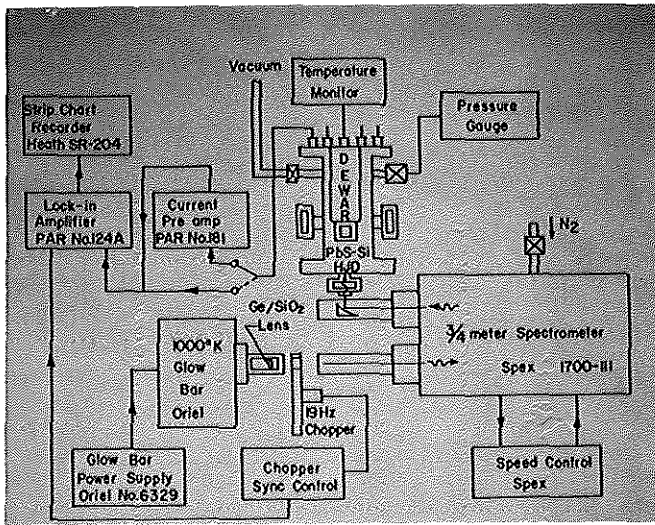 Vacuum
Temperature
Monitor
Pressure
Gauge
Strip Chart
Recorder
Heath SR-204
Lock-in
Amplifier
PAR No.124A
Current
Pre amp
PAR No.181
DEWAR
PbS-Si
HJD
N2
Ge/SiO2
Lens
1000°K
Glow
Bar
Oriel
3/4 meter Spectrometer
Spex 1700-III
19Hz
Chopper
Glow Bar
Power Supply
Oriel No.6329
Chopper
Sync Control
Speed Control
Spex